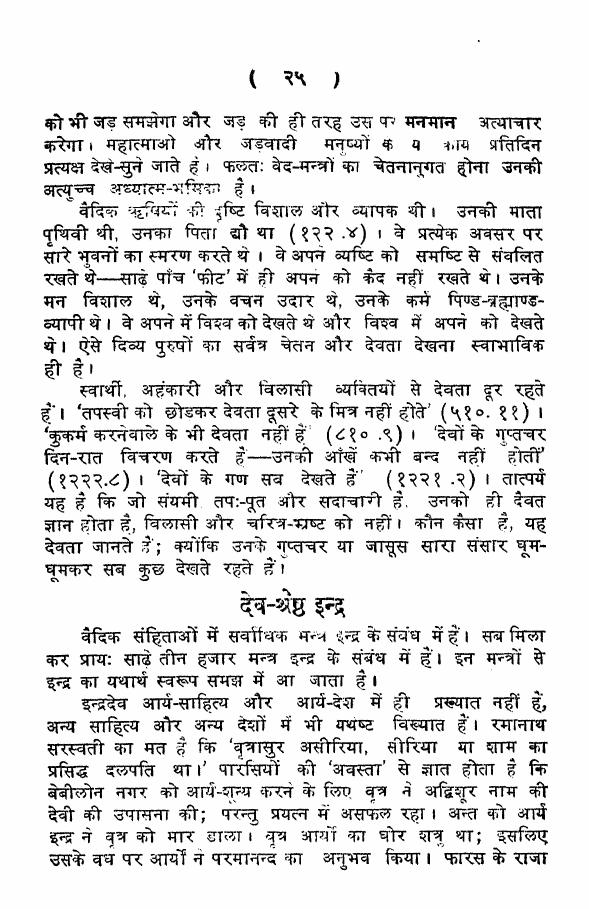 ( २५ )
को भी जड़ समझेगा और जड़ की ही तरह उस पर मनमान अत्याचार
करेगा। महात्माओ और जड़वादी मनुष्यों क य काय प्रतिदिन
प्रत्यक्ष देखे-सुने जाते हं। फलतः वेद-मन्त्रों का चेतनानुगत होना उनकी
अत्युच्च अध्यात्म-भूमिका है।
वैदिक ऋषियों की दृष्टि विशाल और व्यापक थी। उनकी माता
पृथिवी थी, उनका पिता द्यौ था (१२२.४)। वे प्रत्येक अवसर पर
सारे भुवनों का स्मरण करते थे। वे अपने व्यष्टि को समष्टि से संवलित
रखते थे—साढ़े पाँच ‘फीट’ में ही अपन को कैद नहीं रखते थे। उनके
मन विशाल थे, उनके वचन उदार थे, उनके कर्म पिण्ड-ब्रह्माण्ड-
व्यापी थे। वे अपने में विश्व को देखते थे और विश्व में अपने को देखते
थे। ऐसे दिव्य पुरुषों का सर्वत्र चेतन और देवता देखना स्वाभाविक
ही है।
स्वार्थी, अहंकारी और विलासी व्यक्तियों से देवता दूर रहते
हैं। ‘तपस्वी को छोडकर देवता दूसरे के मित्र नहीं होते’ (५१०. ११)।
‘कुकर्म करनेवाले के भी देवता नहीं हैं’ (८१०.९)। ‘देवों के गुप्तचर
दिन-रात विचरण करते हैं—उनकी आँखें कभी बन्द नहीं होतीं’
(१२२२.८)। ‘देवों के गण सब देखते हैं’ (१२२१.२)। तात्पर्य
यह है कि जो संयमी तपः-पूत और सदाचारी हैं, उनको ही दैवत
ज्ञान होता है, विलासी और चरित्र-भ्रष्ट को नहीं। कौन कैसा है, यह
देवता जानते हैं; क्योंकि उनके गुप्तचर या जासूस सारा संसार घूम-
घूमकर सब कुछ देखते रहते हैं।
देव-श्रेष्ठ इन्द्र
वैदिक संहिताओं में सर्वाधिक मन्त्र इन्द्र के संबंध में हैं। सब मिला
कर प्रायः साढ़े तीन हजार मन्त्र इन्द्र के संबंध में हैं। इन मन्त्रों से
इन्द्र का यथार्थ स्वरूप समझ में आ जाता है।
इन्द्रदेव आर्य-साहित्य और आर्य-देश में ही प्रख्यात नहीं हैं,
अन्य साहित्य और अन्य देशों में भी यथष्ट विख्यात हैं। रमानाथ
सरस्वती का मत है कि ‘वृत्रासुर असीरिया, सीरिया या शाम का
प्रसिद्ध दलपति था।’ पारसियों की ‘अवस्ता’ से ज्ञात होता है कि
बेबीलोन नगर को आर्य-शून्य करने के लिए वृत्र ने अद्विशूर नाम की
देवी की उपासना की; परन्तु प्रयत्न में असफल रहा। अन्त को आर्य
इन्द्र ने वृत्र को मार डाला। वृत्र आर्यों का घोर शत्रु था; इसलिए
उसके वध पर आर्यों ने परमानन्द का अनुभव किया। फारस के राजा